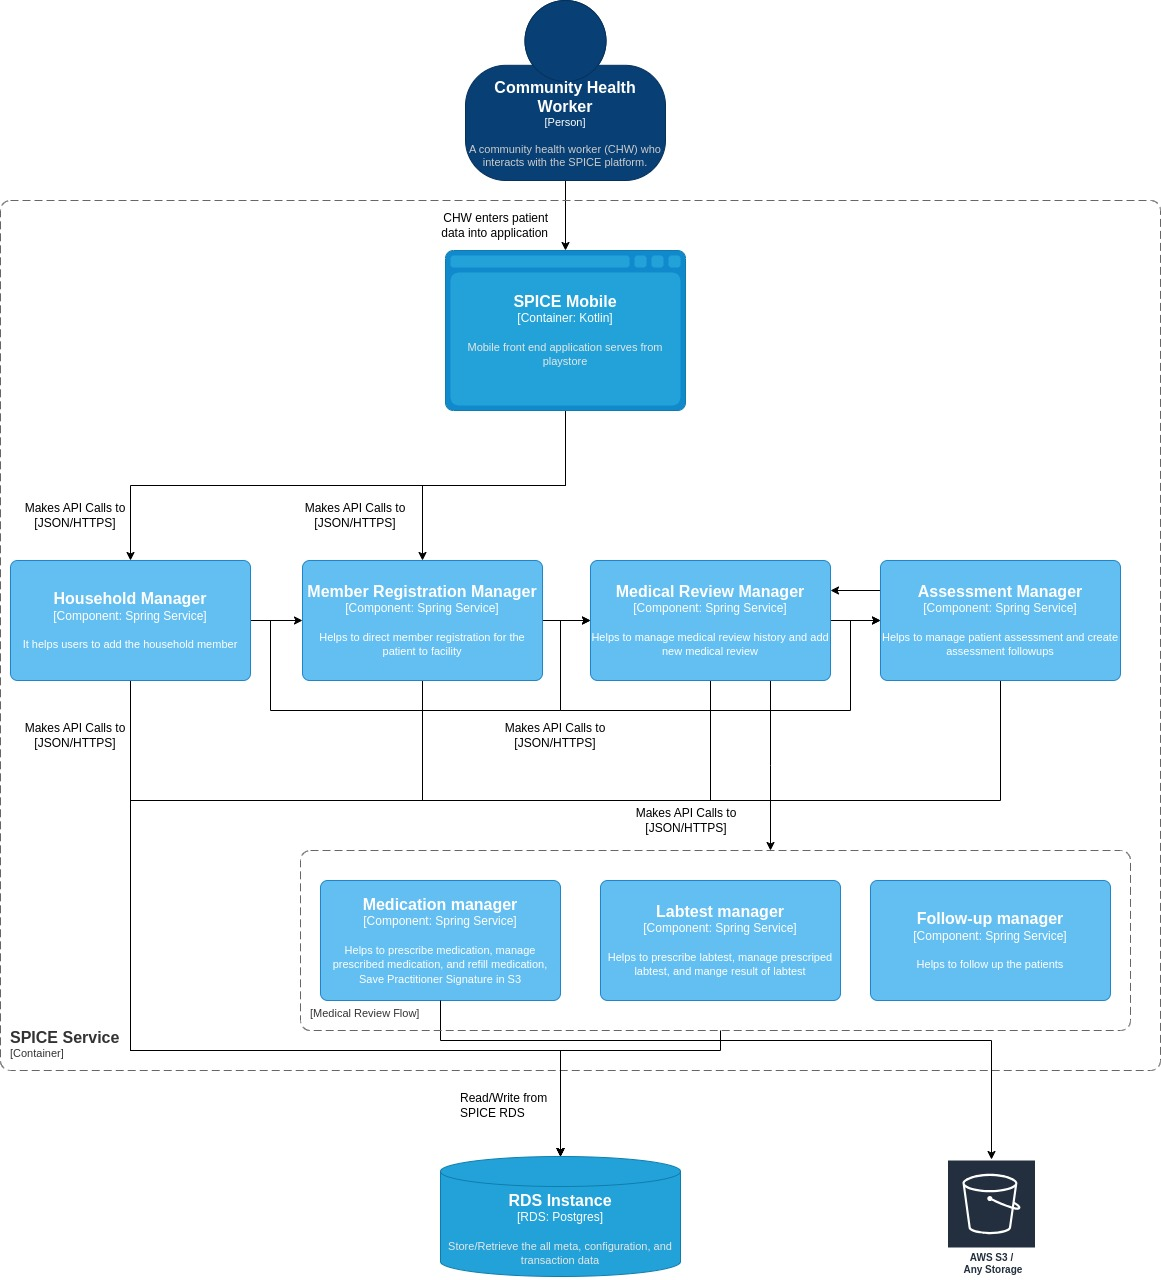 Community Health
Worker
[Person]
A community health worker (CHW) who
interacts with the SPICE platform.
CHW enters patient
data into application
SPICE Mobile
[Container: Kotlin]
Mobile front end application serves from
playstore
Makes API Calls to
[JSON/HTTPS]
Makes API Calls to
[JSON/HTTPS]
Household Manager
[Component: Spring Service]
It helps users to add the household member
Member Registration Manager
[Component: Spring Service]
Helps to direct member registration for the
patient to facility
Medical Review Manager
[Component: Spring Service]
Helps to manage medical review history and add
new medical review
Assessment Manager
[Component: Spring Service]
Helps to manage patient assessment and create
assessment followups
Makes API Calls to
[JSON/HTTPS]
Makes API Calls to
[JSON/HTTPS]
Makes API Calls to
[JSON/HTTPS]
Medication manager
[Component: Spring Service]
Helps to prescribe medication, manage
prescribed medication, and refill medication,
Save Practitioner Signature in S3
Labtest manager
[Component: Spring Service]
Helps to prescribe labtest, manage prescriped
labtest, and mange result of labtest
Follow-up manager
[Component: Spring Service]
Helps to follow up the patients
[Medical Review Flow]
SPICE Service
[Container]
Read/Write from
SPICE RDS
RDS Instance
[RDS: Postgres]
Store/Retrieve the all meta, configuration, and
transaction data
AWS S3 /
Any Storage